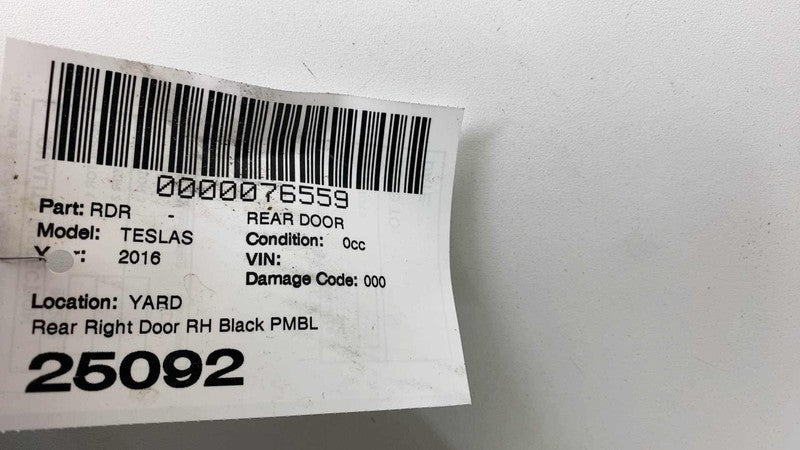 0000076559
Part: RDR - REAR DOOR
Model: TESLAS Condition: 0cc
2016 VIN:
Damage Code: 000
Location: YARD
Rear Right Door RH Black PMBL
25092